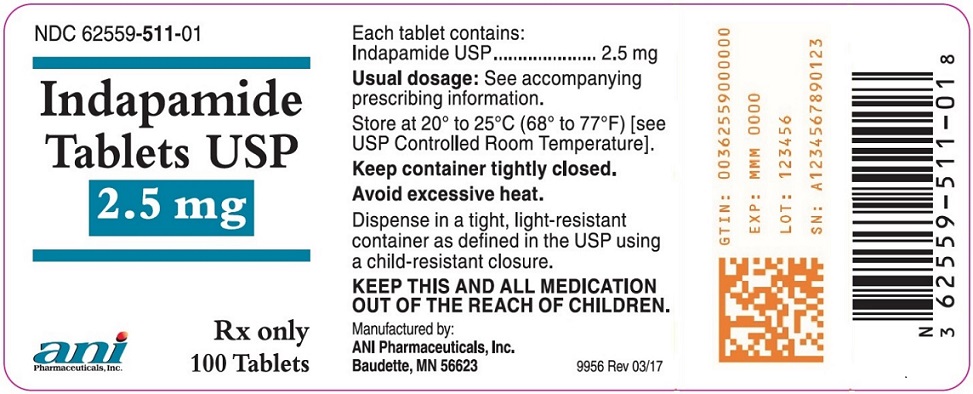 NDC 62559-511-01
Indapamide
Tablets USP
2.5 mg
Rx only
100 Tablets
ani
Pharmaceuticals, Inc.
Each tablet contains:
Indapamide USP..................... 2.5 mg
Usual dosage: See accompanying
prescribing information.
Store at 20° to 25°C (68° to 77°F) [see
USP Controlled Room Temperature].
Keep container tightly closed.
Avoid excessive heat.
Dispense in a tight, light-resistant
container as defined in the USP using
a child-resistant closure.
KEEP THIS AND ALL MEDICATION
OUT OF THE REACH OF CHILDREN.
Manufactured by:
ANI Pharmaceuticals, Inc.
Baudette, MN 56623
9956 Rev 03/17
GTIN: 00362559000000
EXP: MMM 0000
LOT: 123456
SN: A1234567890123
N
3 62559-511-01 8